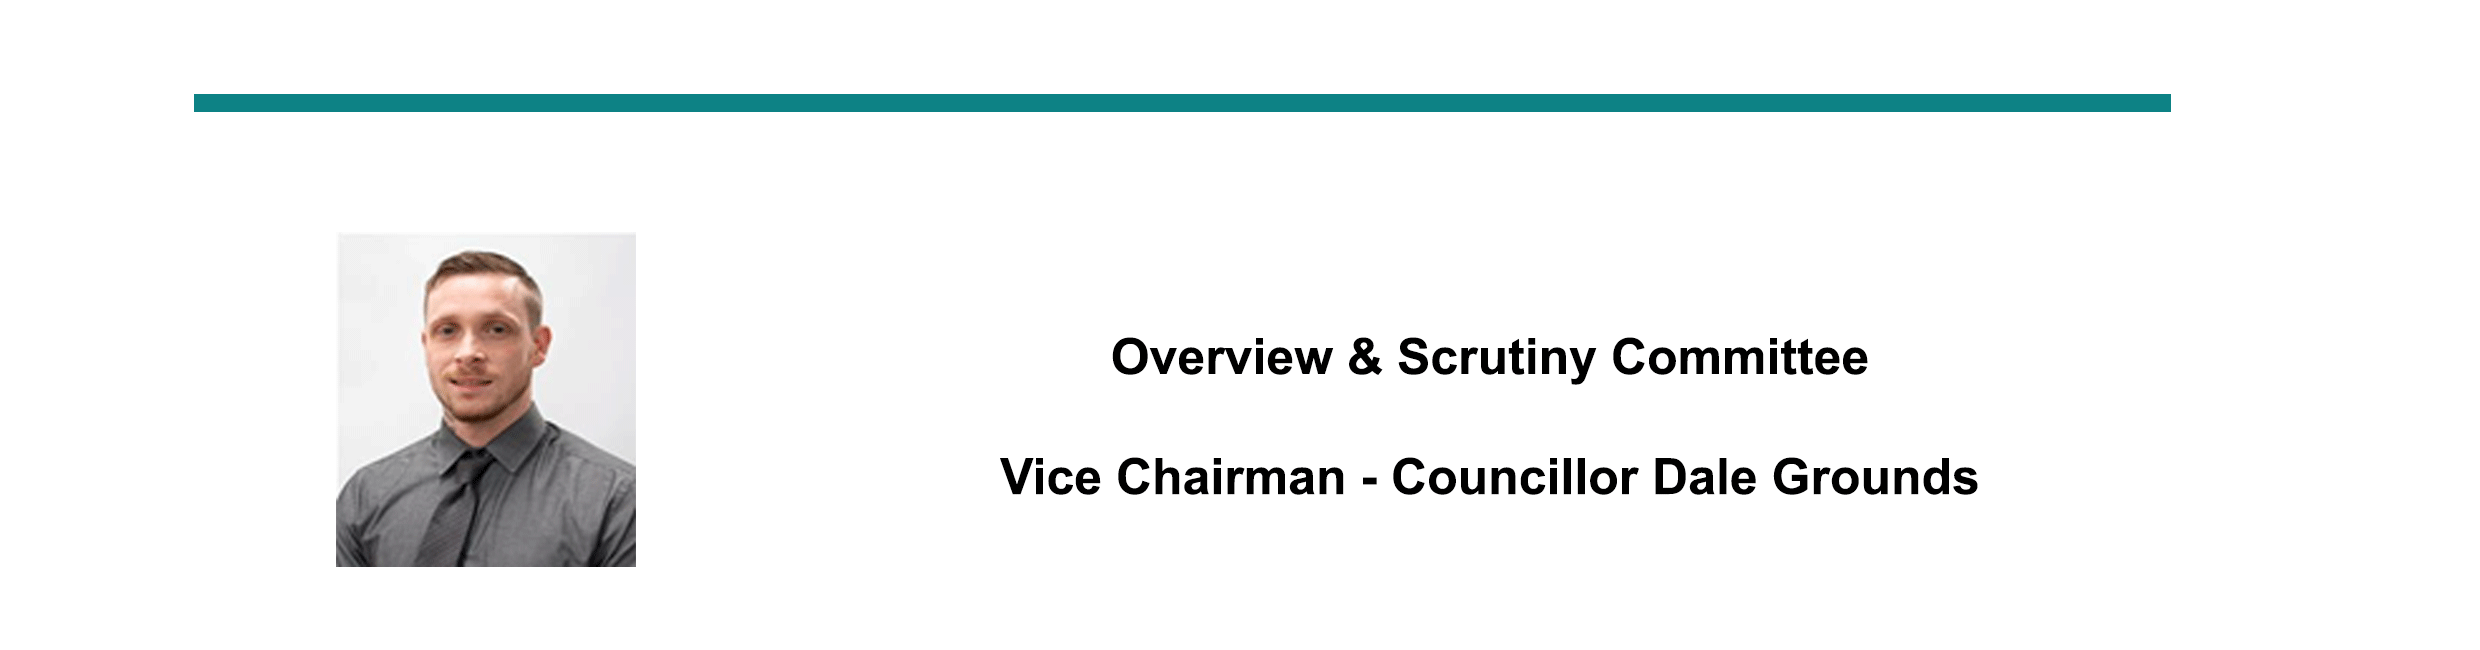 Overview & Scrutiny Committee
Vice Chairman - Councillor Dale Grounds